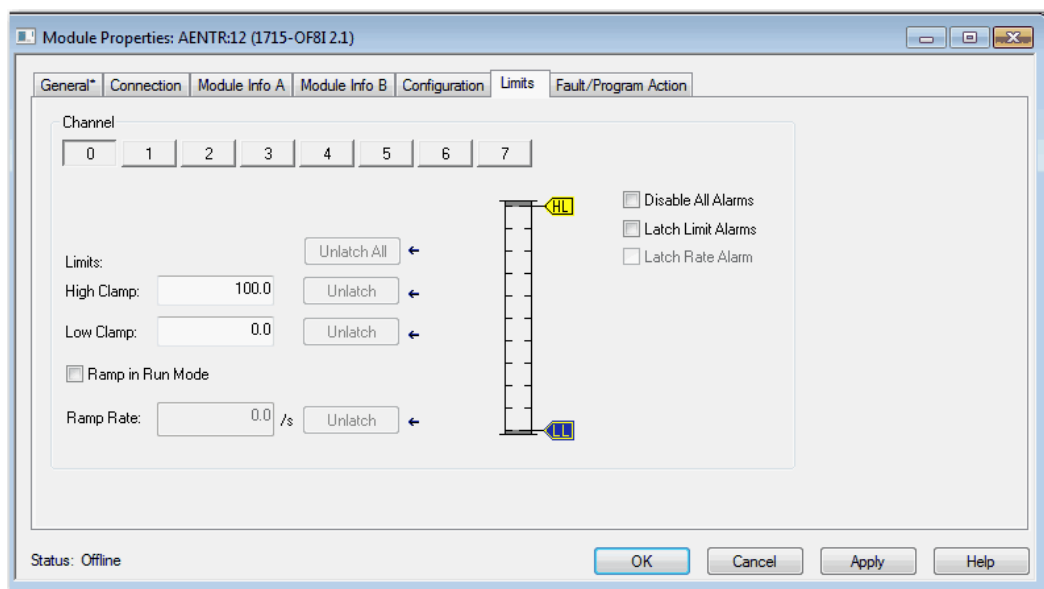 Module Properties: AENTR:12 (1715-OF8I 2.1)
General* Connection Module Info A Module Info B Configuration Limits Fault/Program Action
Channel
0 1 2 3 4 5 6 7
HL Disable All Alarms
Latch Limit Alarms
Unlatch All
Limits: Latch Rate Alarm
High Clamp: 100.0 Unlatch
Low Clamp: 0.0 Unlatch
Ramp in Run Mode
Ramp Rate: 0.0 /s Unlatch
LL
Status: Offline OK Cancel Apply Help